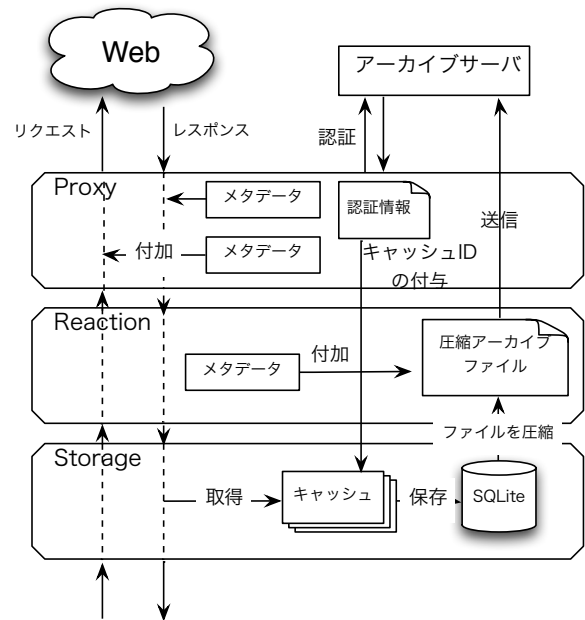 Web
アーカイブサーバ
リクエスト
レスポンス
認証
Proxy
メタデータ
認証情報
送信
付加
メタデータ
キャッシュID
の付与
Reaction
圧縮アーカイブ
ファイル
付加
メタデータ
ファイルを圧縮
Storage
取得
キャッシュ
保存
SQLite